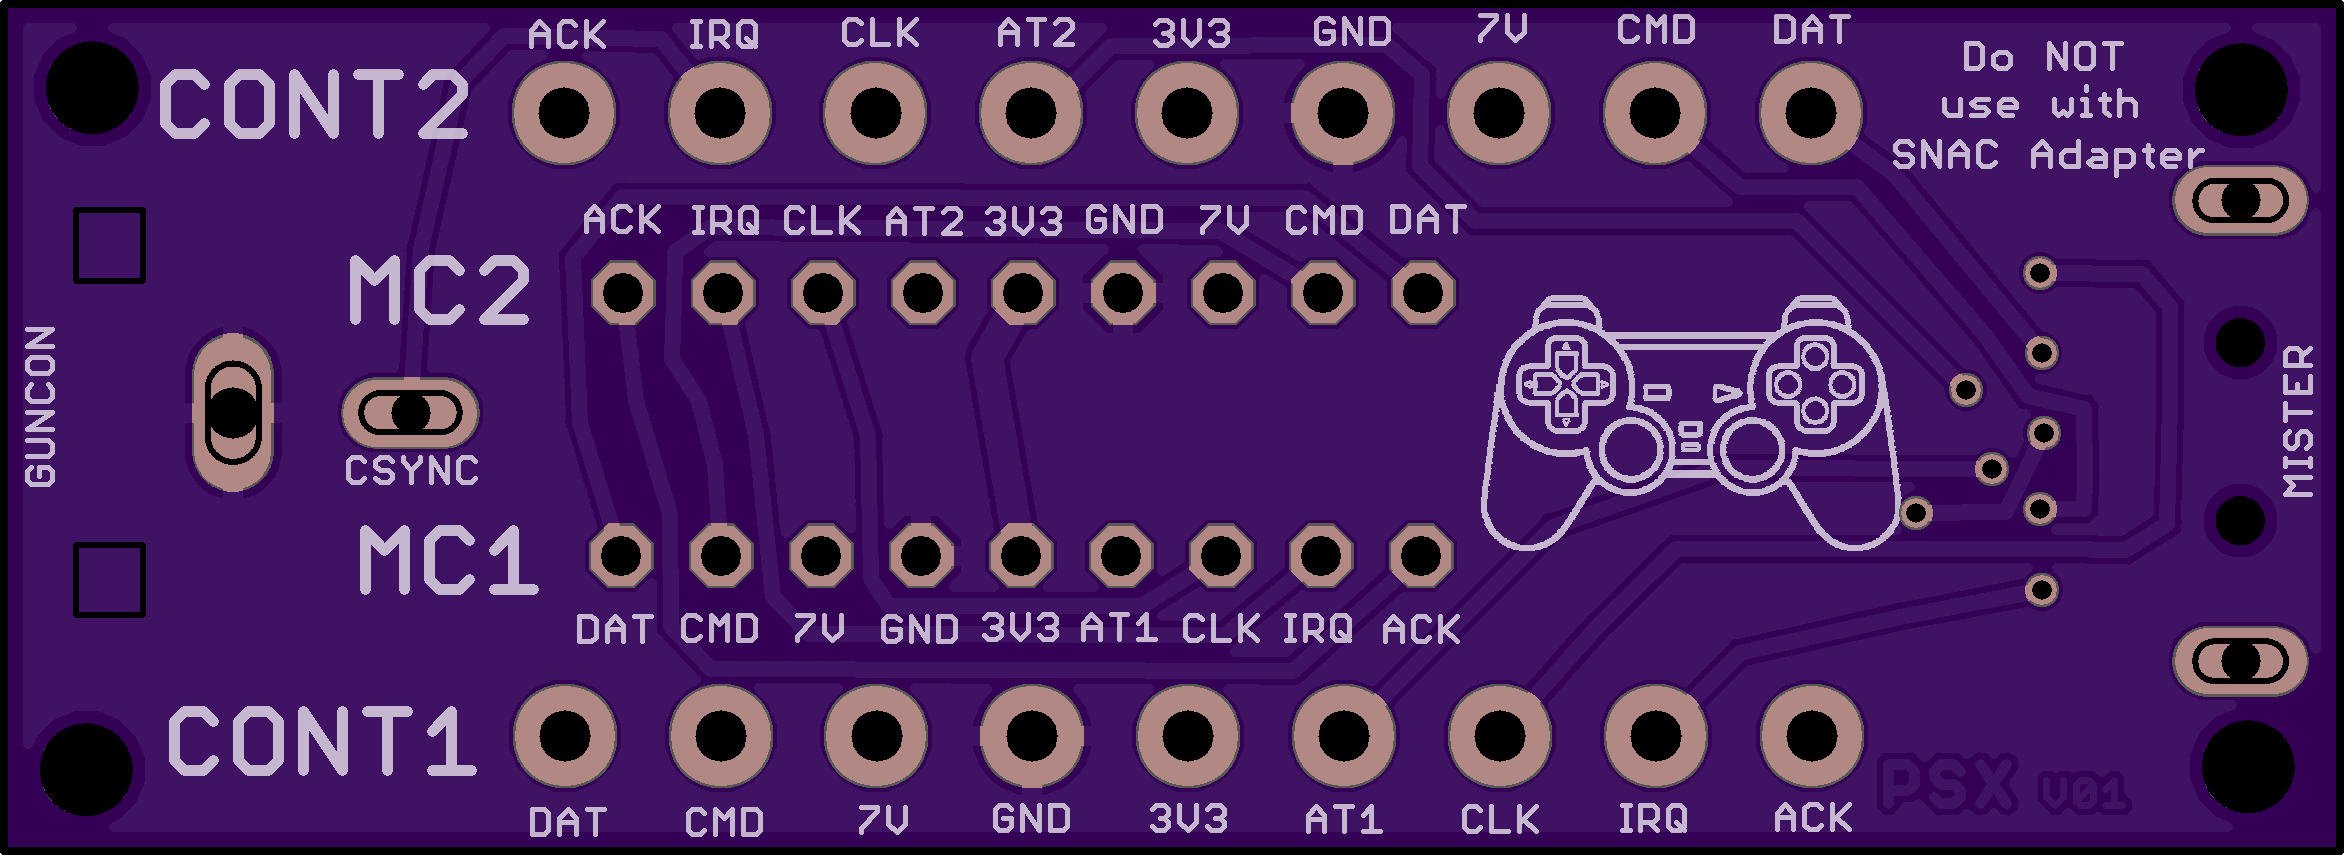 ACK IRQ CLK AT2 3V3 GND 7V CMD DAT
CONT2
Do NOT
use with
SNAC Adapter
ACK IRQ CLK AT2 3V3 GND 7V CMD DAT
MC2
GUNCON
CSYNC
MISTER
MC1
DAT CMD 7V GND 3V3 AT1 CLK IRQ ACK
CONT1
PSX V01
DAT CMD 7V GND 3V3 AT1 CLK IRQ ACK